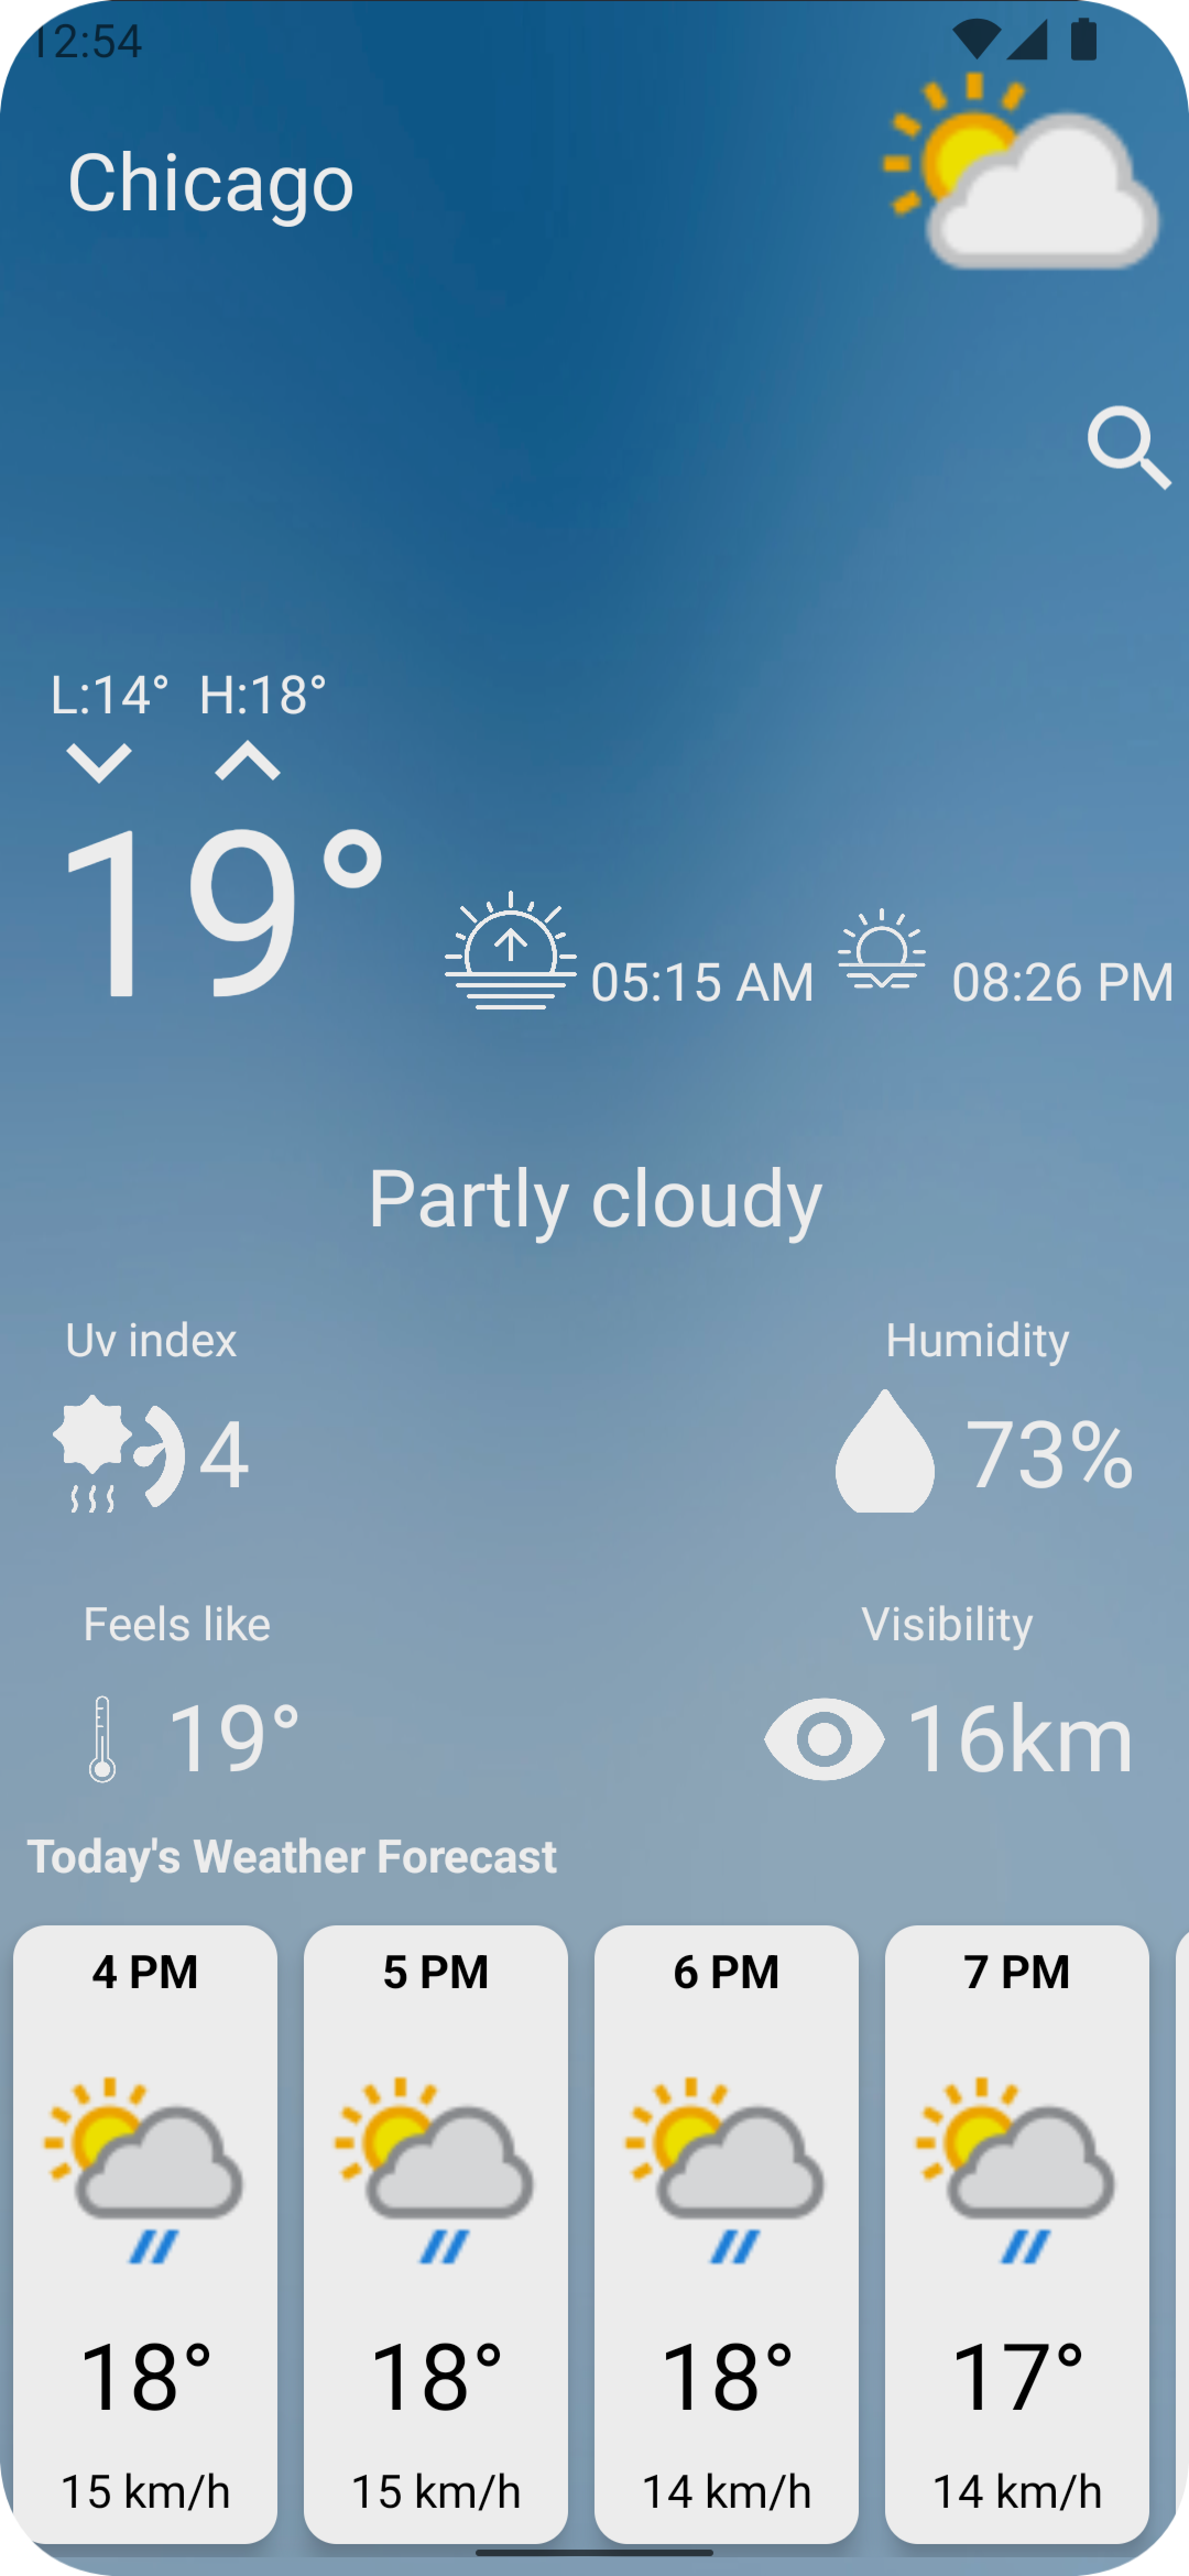 12:54
Chicago
L:14° H:18°
19°
05:15 AM 08:26 PM
Partly cloudy
Uv index Humidity
4 73%
Feels like Visibility
19° 16km
Today's Weather Forecast
4 PM 5 PM 6 PM 7 PM
18° 18° 18° 17°
15 km/h 15 km/h 14 km/h 14 km/h